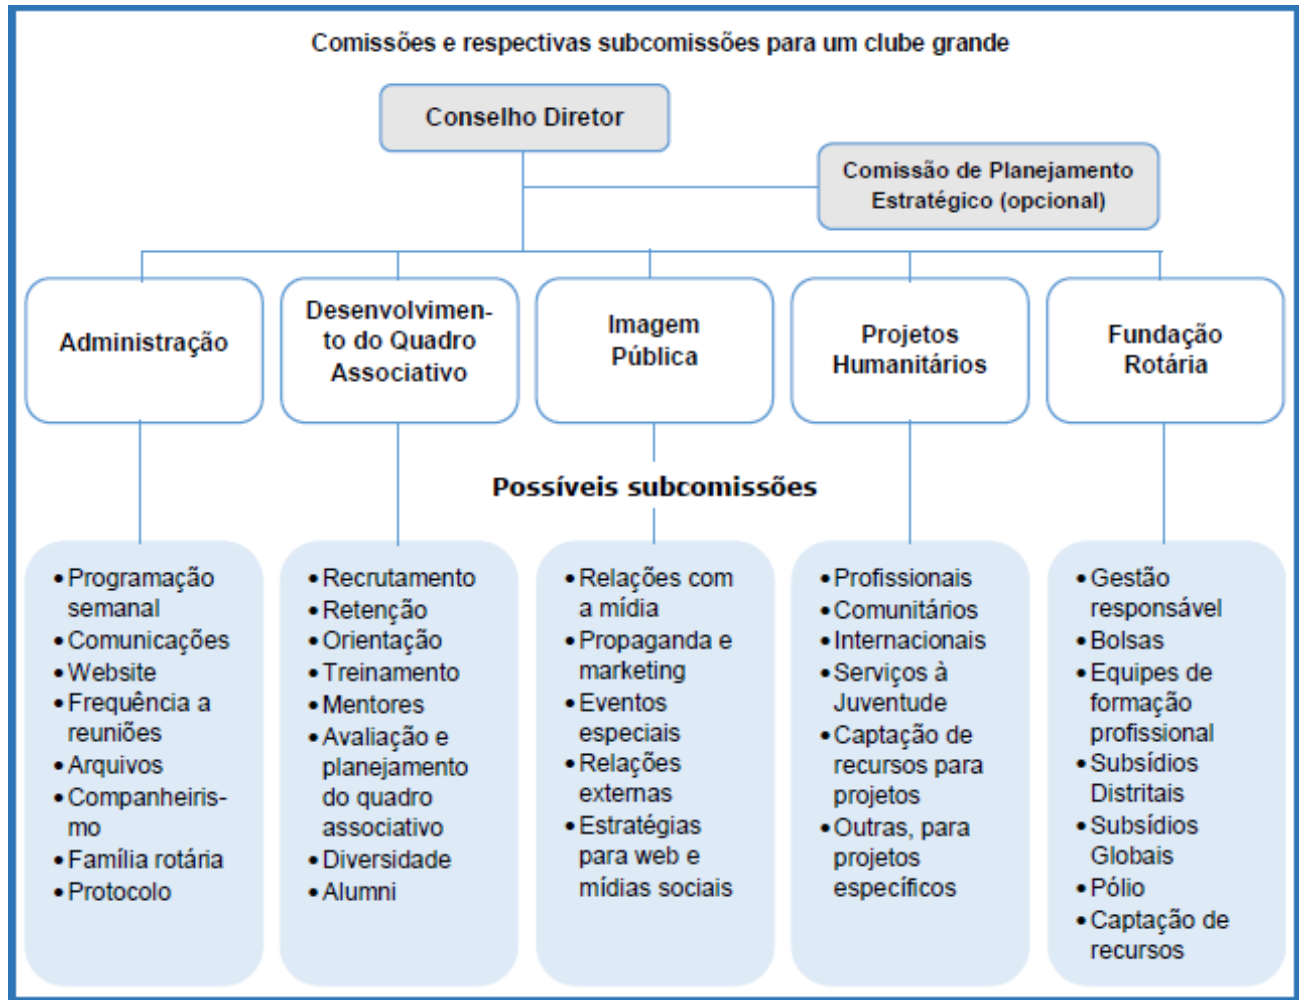 Comissões e respectivas subcomissões para um clube grande
Conselho Diretor
Comissão de Planejamento
Estratégico (opcional)
Administração
Desenvolvimen-
to do Quadro
Associativo
Imagem
Pública
Projetos
Humanitários
Fundação
Rotária
Possíveis subcomissões
• Programação
semanal
• Comunicações
• Website
• Frequência a
reuniões
• Arquivos
• Companheiris-
mo
• Família rotária
• Protocolo
• Recrutamento
• Retenção
• Orientação
• Treinamento
• Mentores
• Avaliação e
planejamento
do quadro
associativo
• Diversidade
• Alumni
• Relações com
a mídia
• Propaganda e
marketing
• Eventos
especiais
• Relações
externas
• Estratégias
para web e
mídias sociais
• Profissionais
• Comunitários
• Internacionais
• Serviços à
Juventude
• Captação de
recursos para
projetos
• Outras, para
projetos
específicos
• Gestão
responsável
• Bolsas
• Equipes de
formação
profissional
• Subsídios
Distritais
• Subsídios
Globais
• Pólio
• Captação de
recursos